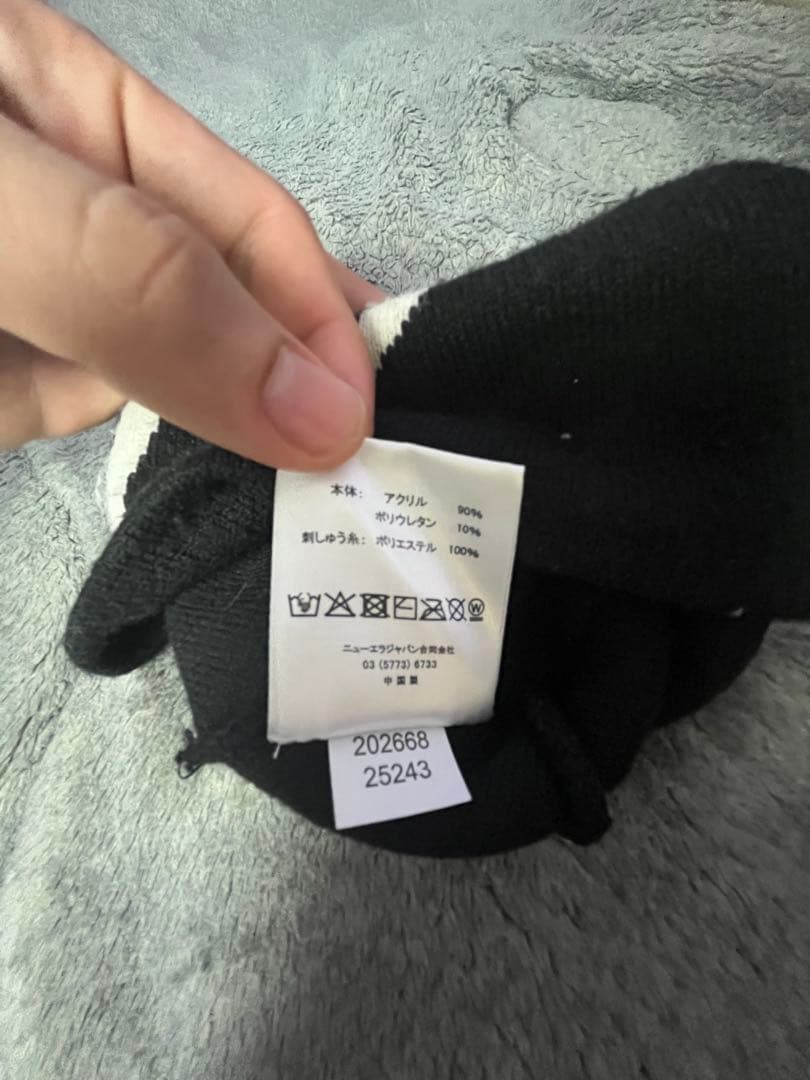 本体: アクリル 90%
ポリウレタン 10%
刺しゅう糸: ポリエステル 100%
W
ニューエラジャパン合同会社
03 (5773) 6733
中国製
202668
25243